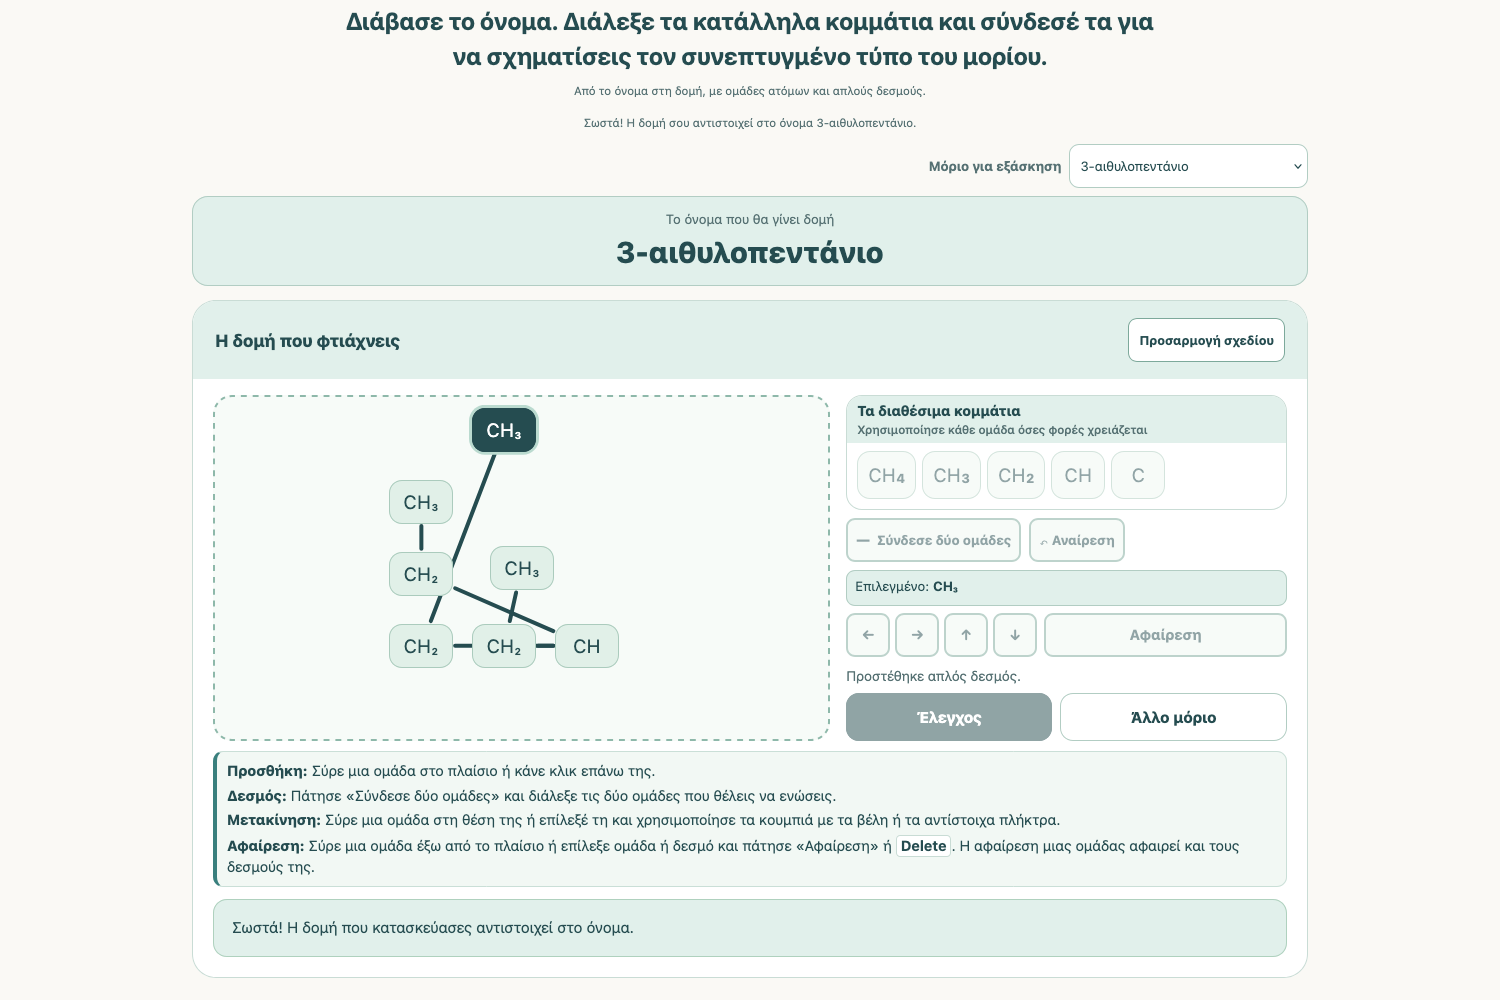 Διάβασε το όνομα. Διάλεξε τα κατάλληλα κομμάτια και σύνδεσέ τα για
να σχηματίσεις τον συνεπτυγμένο τύπο του μορίου.
Από το όνομα στη δομή, με ομάδες ατόμων και απλούς δεσμούς.
Σωστά! Η δομή σου αντιστοιχεί στο όνομα 3-αιθυλοπεντάνιο.
Μόριο για εξάσκηση
3-αιθυλοπεντάνιο
Το όνομα που θα γίνει δομή
3-αιθυλοπεντάνιο
Η δομή που φτιάχνεις
Προσαρμογή σχεδίου
CH₃
CH₃
CH₂
CH₃
CH₂
CH₂
CH
Τα διαθέσιμα κομμάτια
Χρησιμοποίησε κάθε ομάδα όσες φορές χρειάζεται
CH₄ CH₃ CH₂ CH C
— Σύνδεσε δύο ομάδες
↶ Αναίρεση
Επιλεγμένο: CH₃
← → ↑ ↓ Αφαίρεση
Προστέθηκε απλός δεσμός.
Έλεγχος
Άλλο μόριο
Προσθήκη: Σύρε μια ομάδα στο πλαίσιο ή κάνε κλικ επάνω της.
Δεσμός: Πάτησε «Σύνδεσε δύο ομάδες» και διάλεξε τις δύο ομάδες που θέλεις να ενώσεις.
Μετακίνηση: Σύρε μια ομάδα στη θέση της ή επίλεξέ τη και χρησιμοποίησε τα κουμπιά με τα βέλη ή τα αντίστοιχα πλήκτρα.
Αφαίρεση: Σύρε μια ομάδα έξω από το πλαίσιο ή επίλεξε ομάδα ή δεσμό και πάτησε «Αφαίρεση» ή Delete. Η αφαίρεση μιας ομάδας αφαιρεί και τους
δεσμούς της.
Σωστά! Η δομή που κατασκεύασες αντιστοιχεί στο όνομα.